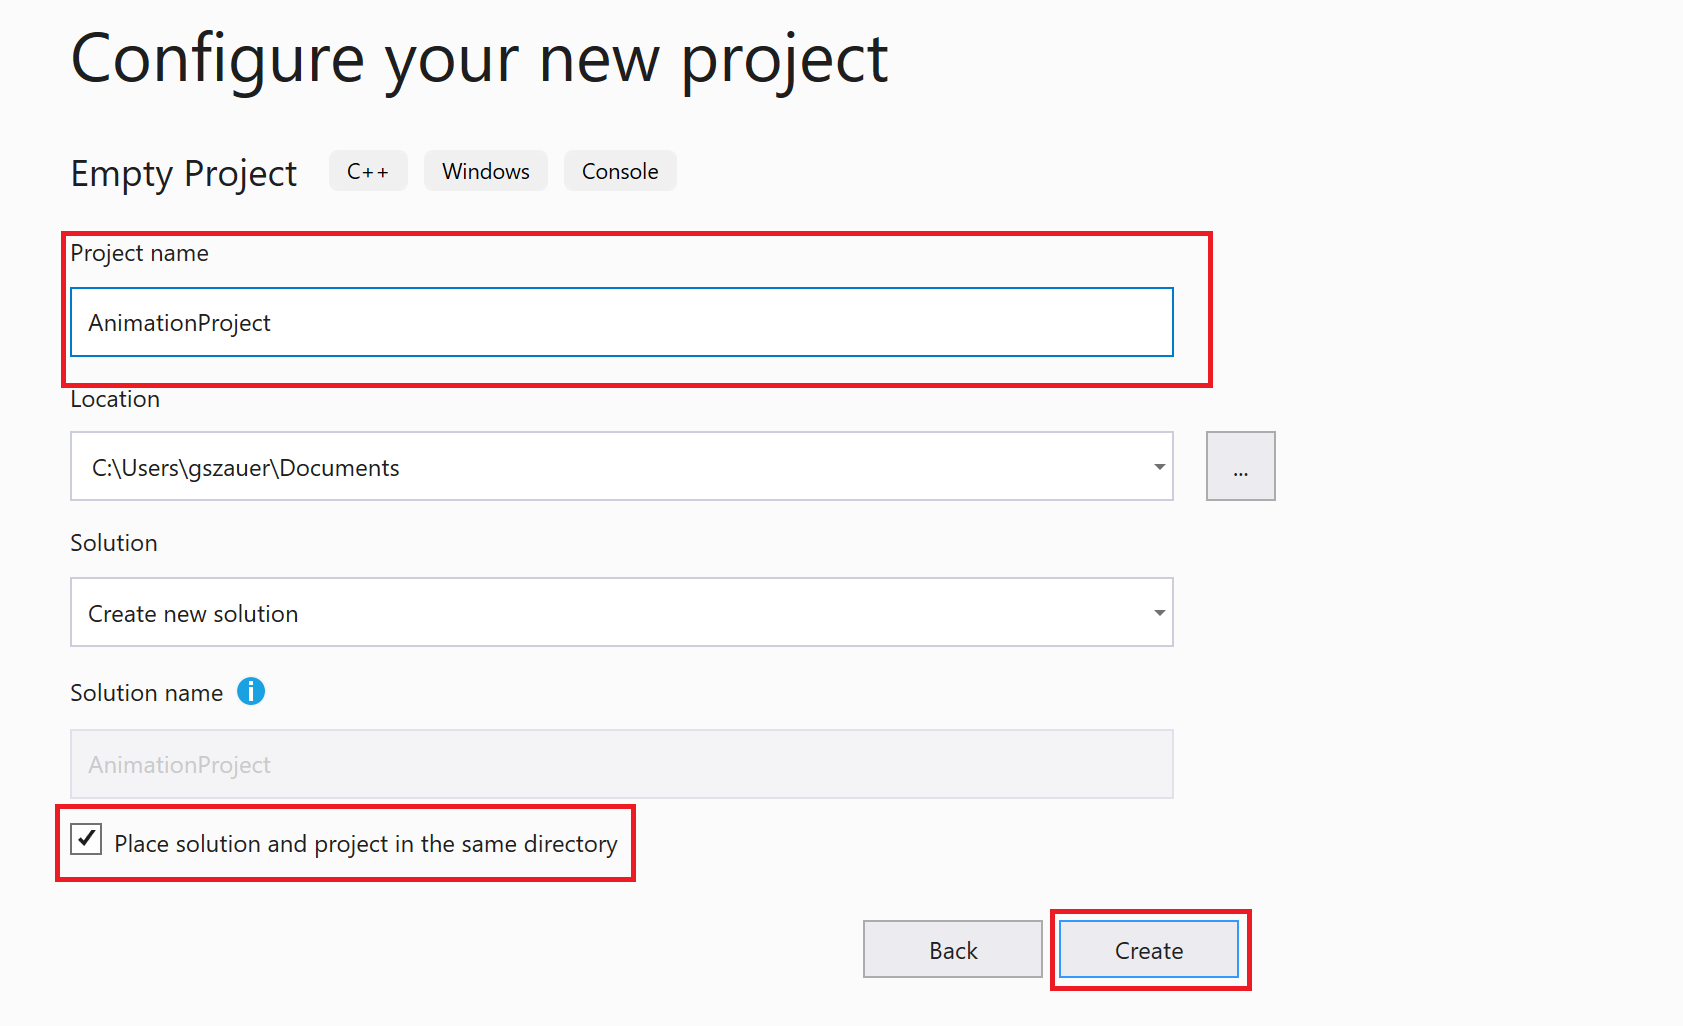 Configure your new project
Empty Project C++ Windows Console
Project name
AnimationProject
Location
C:\Users\gszauer\Documents
...
Solution
Create new solution
Solution name
AnimationProject
Place solution and project in the same directory
Back Create